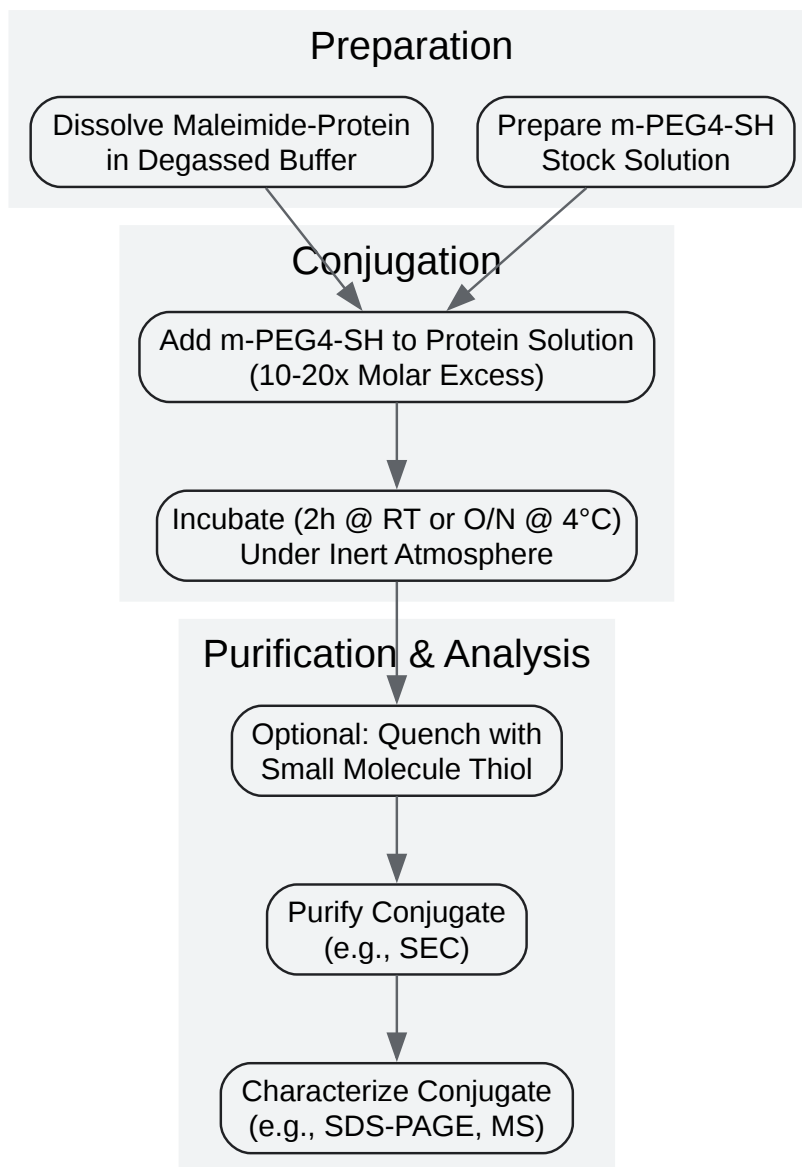 Preparation
Dissolve Maleimide-Protein
in Degassed Buffer
Prepare m-PEG4-SH
Stock Solution
Conjugation
Add m-PEG4-SH to Protein Solution
(10-20x Molar Excess)
Incubate (2h @ RT or O/N @ 4°C)
Under Inert Atmosphere
Purification & Analysis
Optional: Quench with
Small Molecule Thiol
Purify Conjugate
(e.g., SEC)
Characterize Conjugate
(e.g., SDS-PAGE, MS)